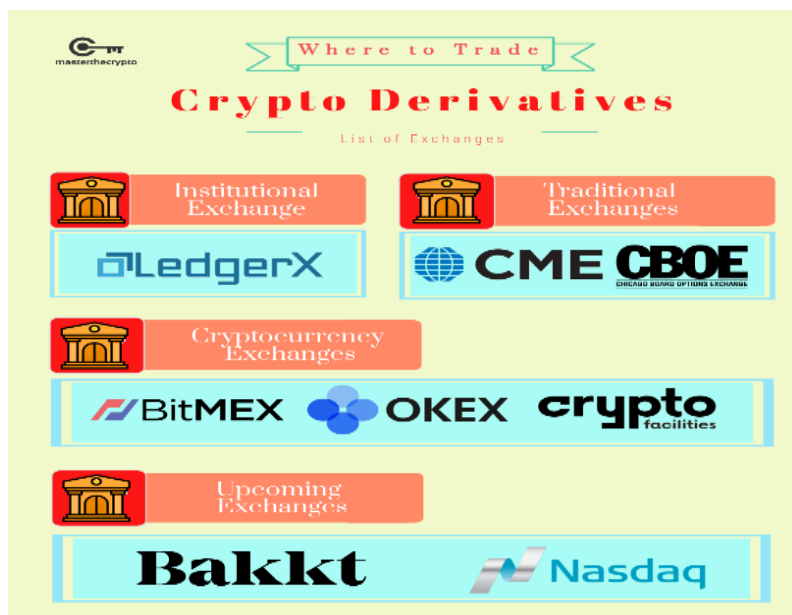 masterthecrypto
Where to Trade
Crypto Derivatives
List of Exchanges
Institutional
Exchange
LedgerX
Traditional
Exchanges
CME
CBOE
CHICAGO BOARD OPTIONS EXCHANGE
Cryptocurrency
Exchanges
BitMEX
OKEX
crypto
facilities
Upcoming
Exchanges
Bakkt
Nasdaq